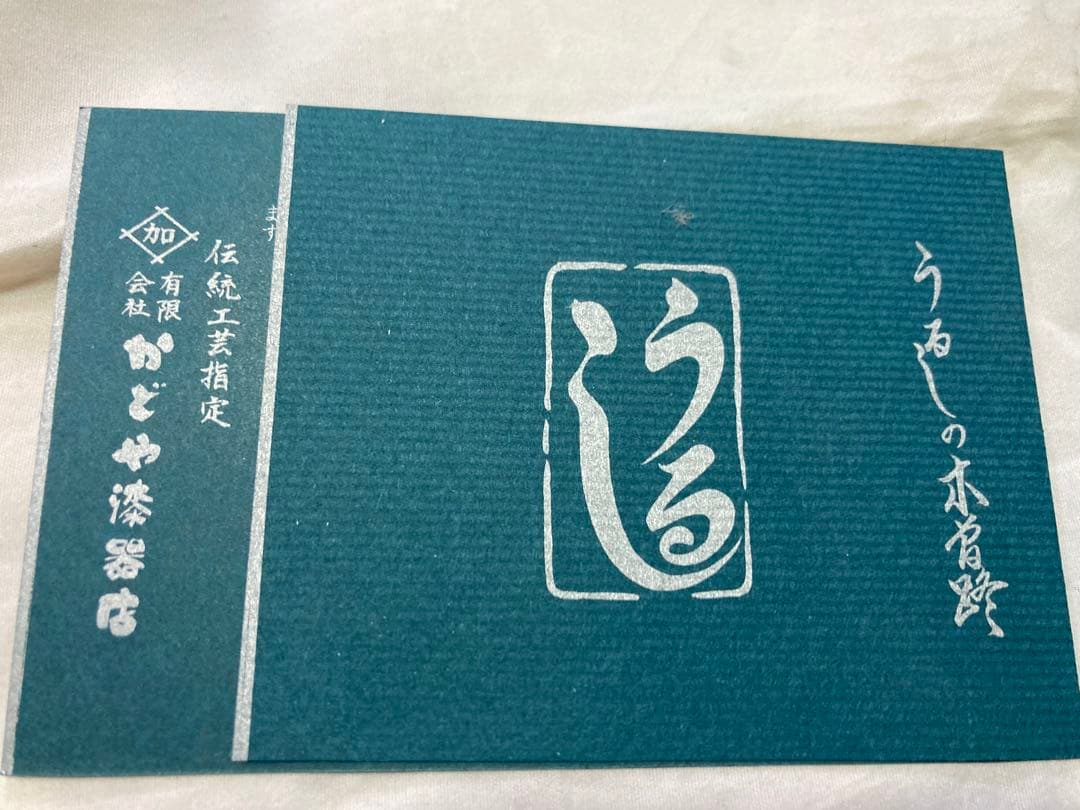 うるしの木曽路
うるし
ます
伝統工芸指定
加
有限
会社
かどや漆器店